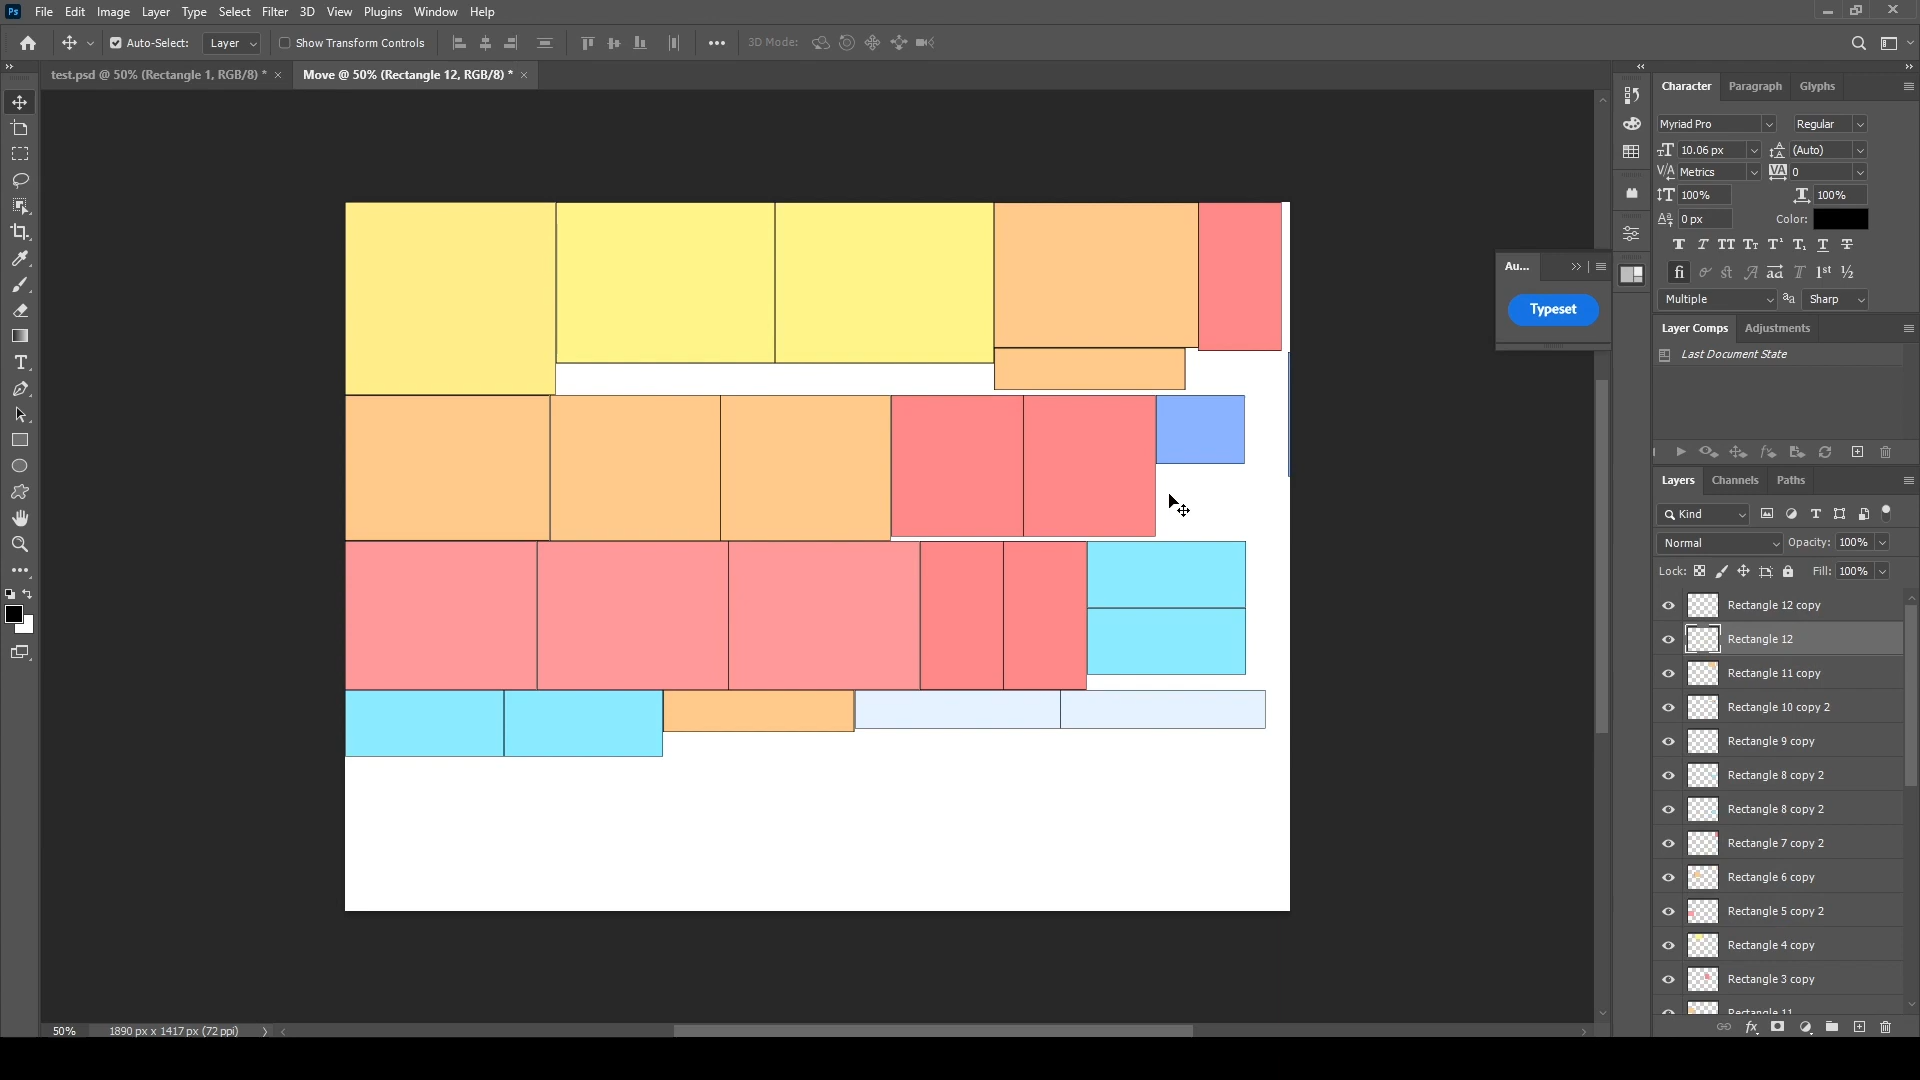 Ps File Edit Image Layer Type Select Filter 3D View Plugins Window Help
Auto-Select: Layer Show Transform Controls 3D Mode:
test.psd @ 50% (Rectangle 1, RGB/8) * Move @ 50% (Rectangle 12, RGB/8) *
Character Paragraph Glyphs
Myriad Pro Regular
10.06 px (Auto)
Metrics 0
100% 100%
0 px Color:
Multiple Sharp
Au...
Typeset
Layer Comps Adjustments
Last Document State
Layers Channels Paths
Kind
Normal Opacity: 100%
Lock: Fill: 100%
Rectangle 12 copy
Rectangle 12
Rectangle 11 copy
Rectangle 10 copy 2
Rectangle 9 copy
Rectangle 8 copy 2
Rectangle 8 copy 2
Rectangle 7 copy 2
Rectangle 6 copy
Rectangle 5 copy 2
Rectangle 4 copy
Rectangle 3 copy
Rectangle 11
50% 1890 px x 1417 px (72 ppi)